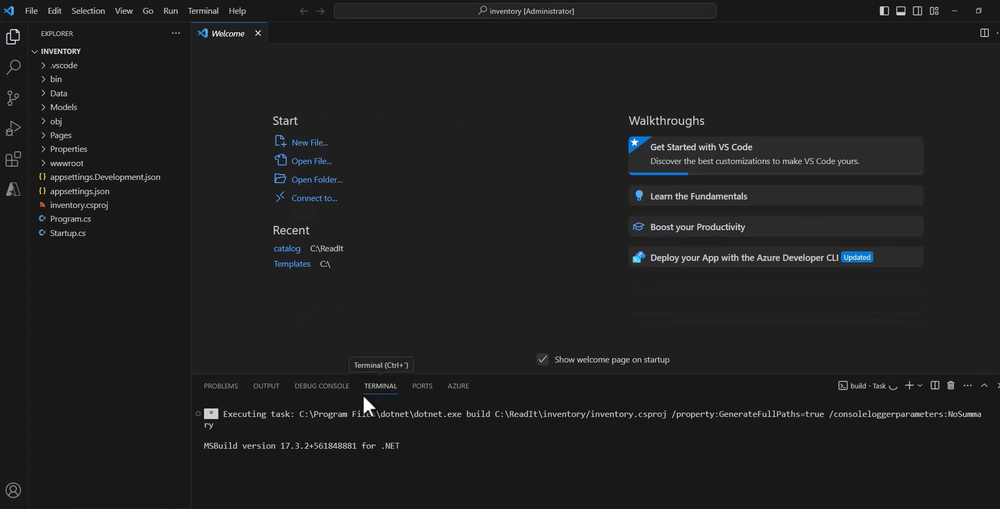 File Edit Selection View Go Run Terminal Help
inventory [Administrator]
EXPLORER
Welcome
INVENTORY
.vscode
bin
Data
Models
obj
Pages
Properties
wwwroot
appsettings.Development.json
appsettings.json
inventory.csproj
Program.cs
Startup.cs
Start
New File...
Open File...
Open Folder...
Connect to...
Recent
catalog C:\ReadIt
Templates C:\
Walkthroughs
Get Started with VS Code
Discover the best customizations to make VS Code yours.
Learn the Fundamentals
Boost your Productivity
Deploy your App with the Azure Developer CLI Updated
Show welcome page on startup
Terminal (Ctrl+`)
PROBLEMS OUTPUT DEBUG CONSOLE TERMINAL PORTS AZURE
build - Task
* Executing task: C:\Program Files\dotnet\dotnet.exe build C:\ReadIt\inventory/inventory.csproj /property:GenerateFullPaths=true /consoleloggerparameters:NoSumma
ry
MSBuild version 17.3.2+561848881 for .NET